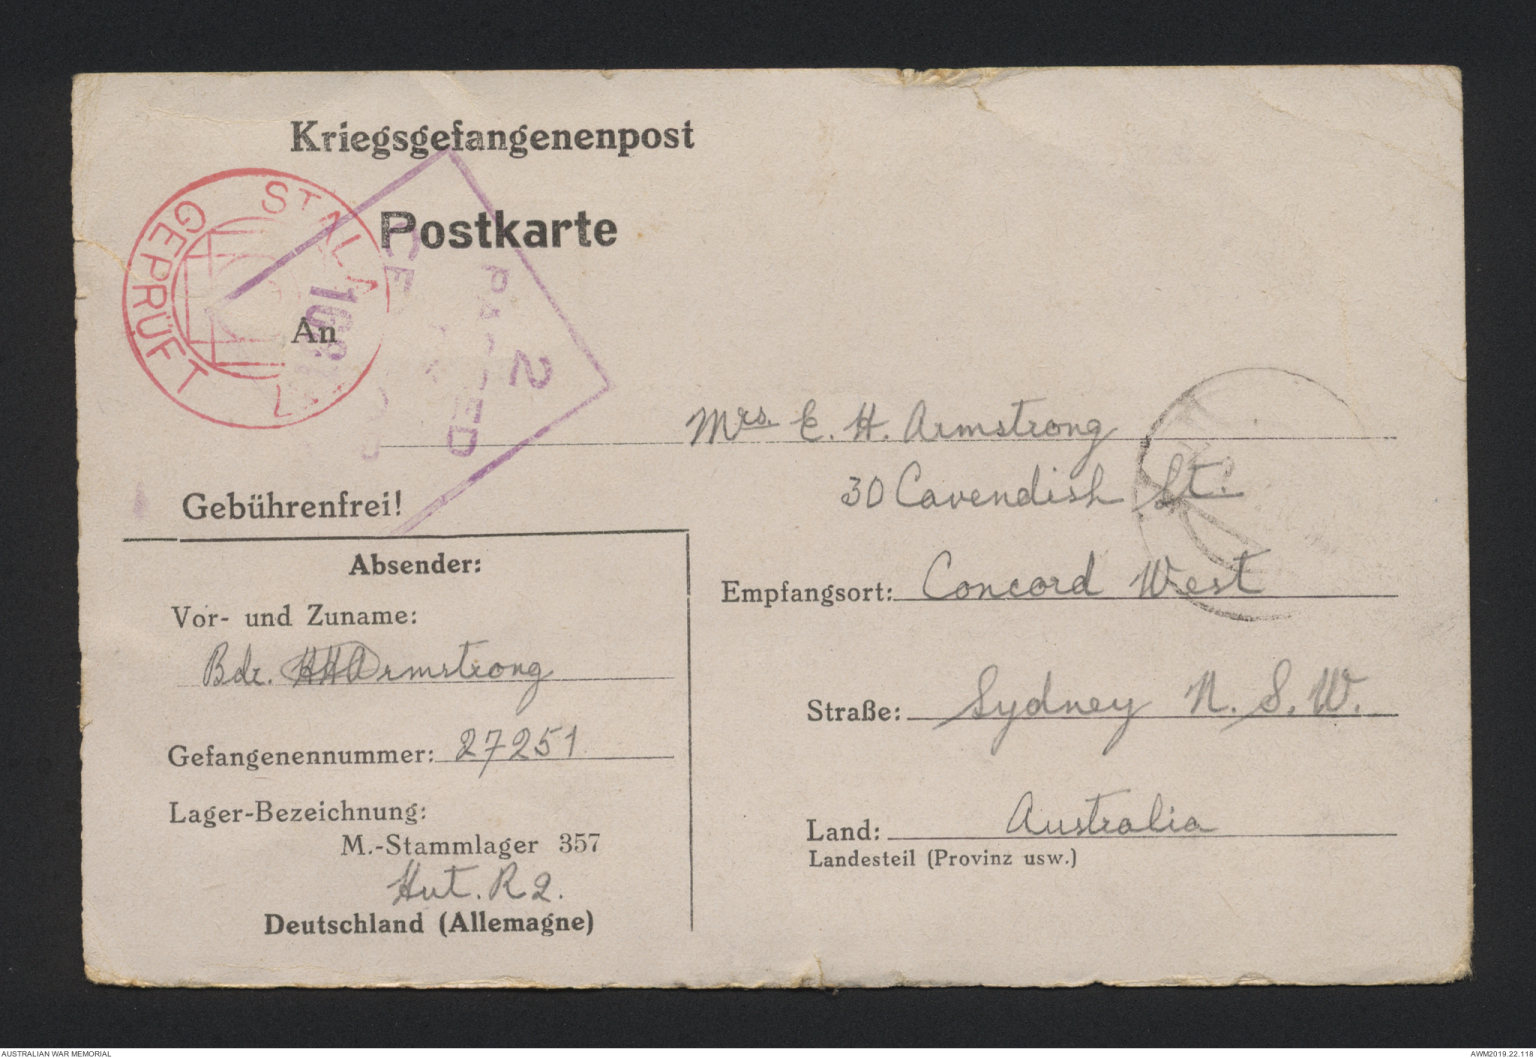 Kriegsgefangenenpost
Postkarte
STALA
GEPRÜFT
An
PASSED
2
Mrs. E. H. Armstrong
30 Cavendish St.
Gebührenfrei!
Absender:
Vor- und Zuname:
Bdr. HH Armstrong
Gefangenennummer: 27251
Lager-Bezeichnung:
M.-Stammlager 357
Hut. R2.
Deutschland (Allemagne)
Empfangsort: Concord West
Straße: Sydney N. S. W.
Land: Australia
Landesteil (Provinz usw.)
AUSTRALIAN WAR MEMORIAL
AWM2019.22.118